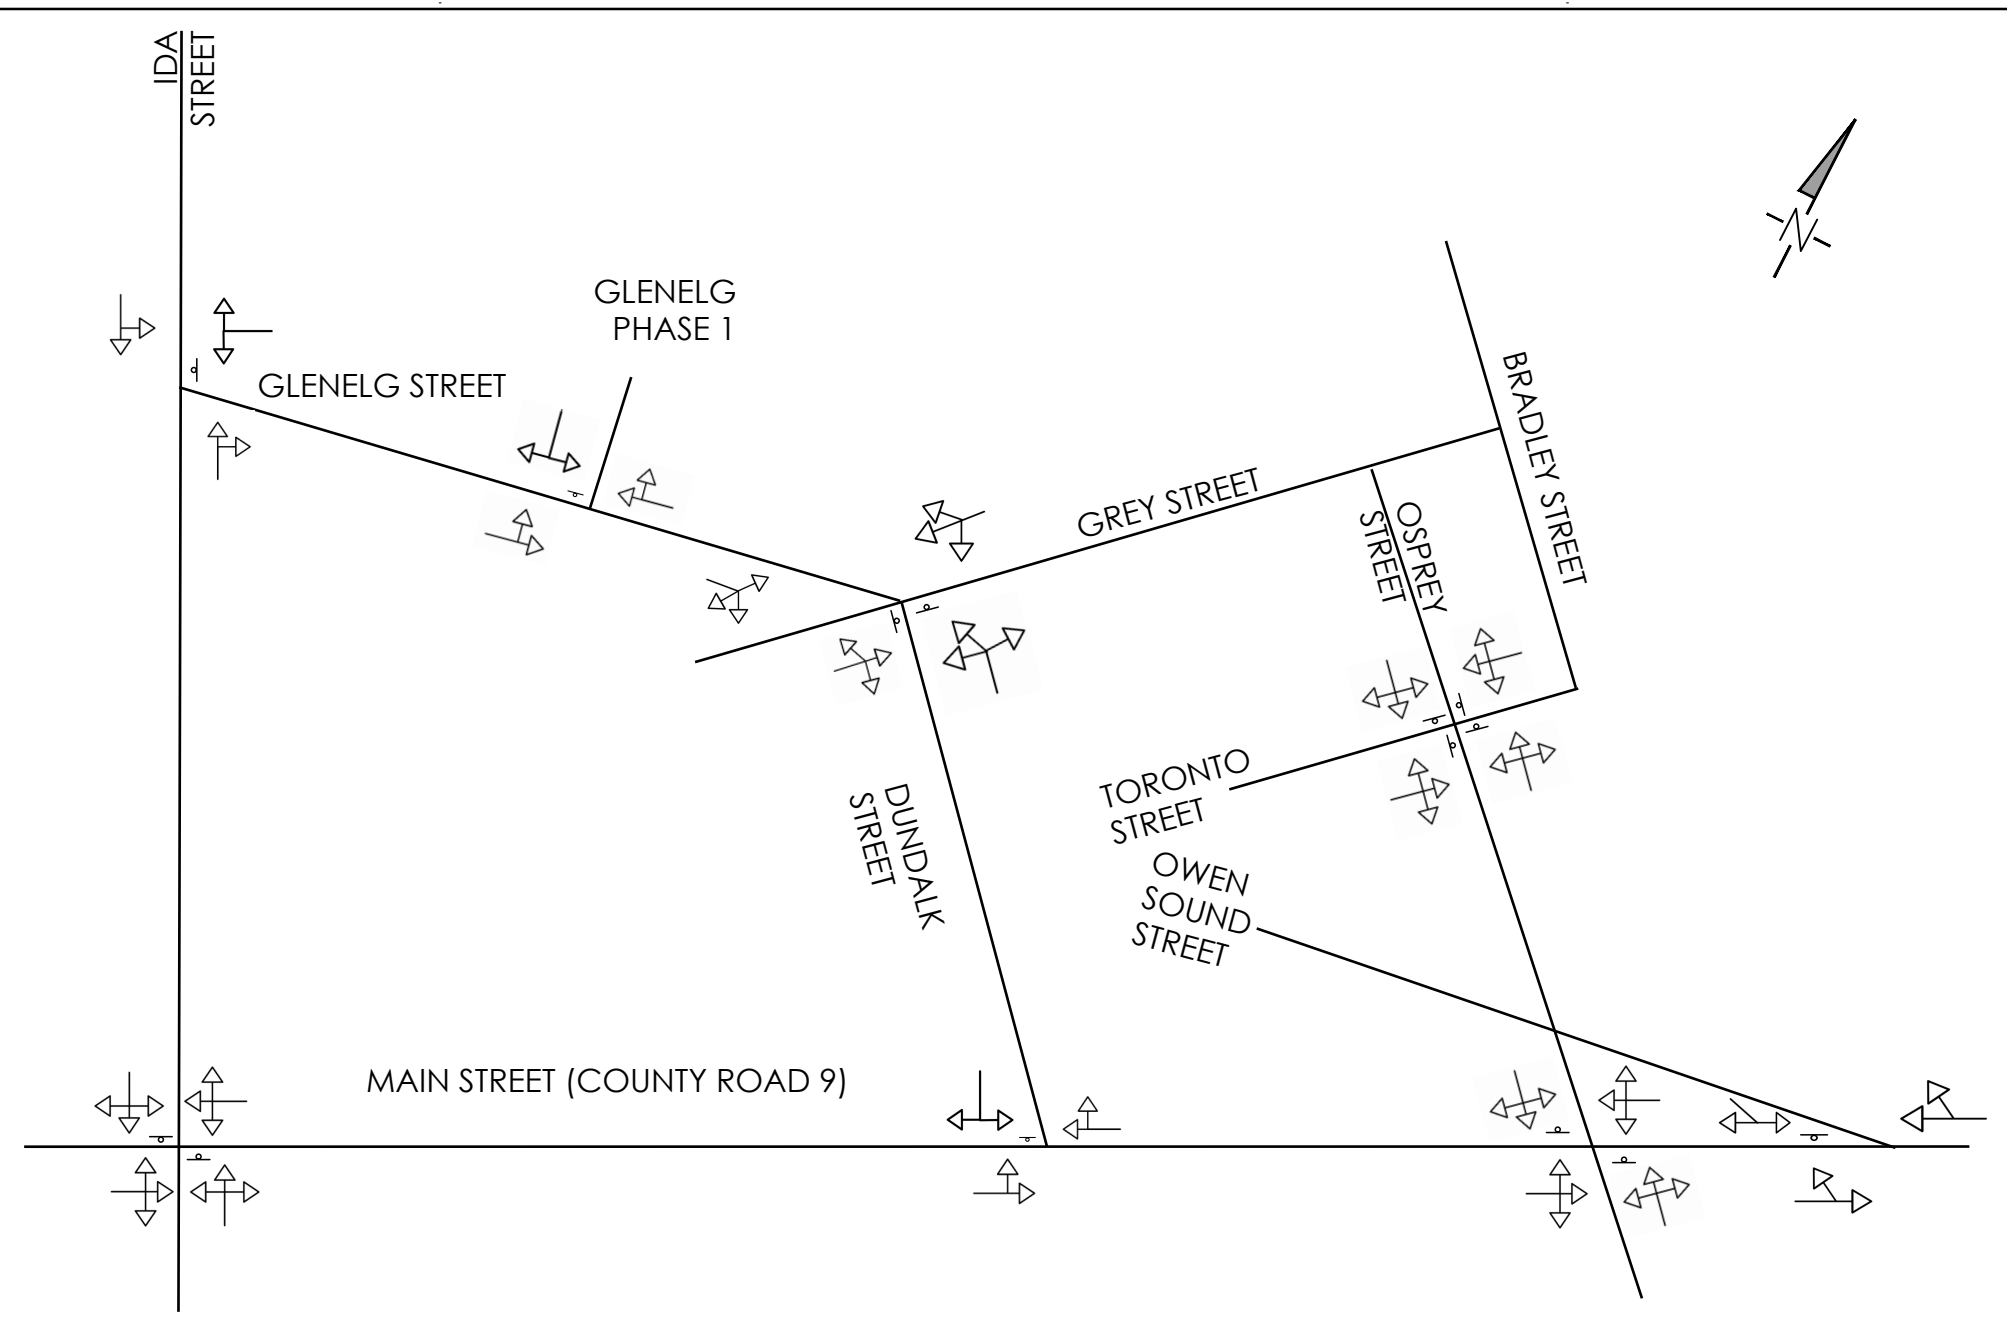 IDA
STREET
GLENELG
PHASE 1
GLENELG STREET
N
GREY STREET
BRADLEY STREET
OSPREY
STREET
TORONTO
STREET
DUNDALK
STREET
OWEN
SOUND
STREET
MAIN STREET (COUNTY ROAD 9)